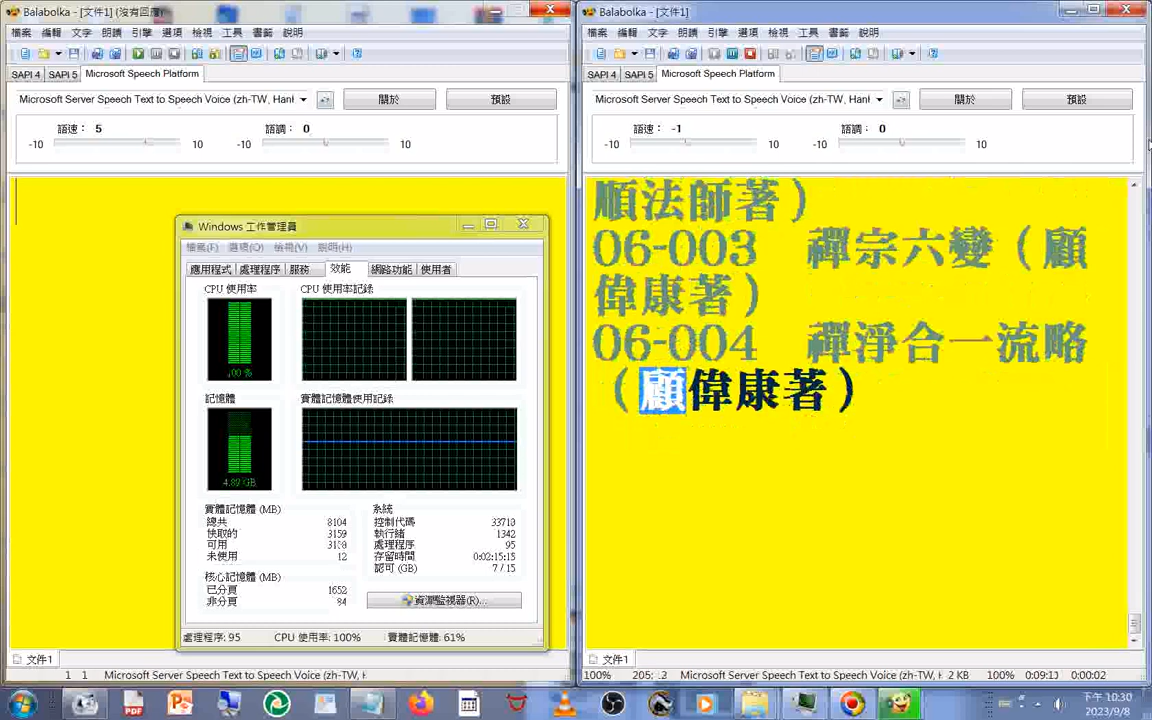 Balabolka - [文件1] (沒有回應)
檔案 編輯 文字 朗讀 引擎 選項 檢視 工具 書籤 說明
SAPI 4 SAPI 5 Microsoft Speech Platform
Microsoft Server Speech Text to Speech Voice (zh-TW, Hanl
關於 預設
語速： 5 語調： 0
-10 10 -10 10
Windows 工作管理員
檔案(F) 選項(O) 檢視(V) 說明(H)
應用程式 處理程序 服務 效能 網路功能 使用者
CPU 使用率 CPU 使用率記錄
100 %
記憶體 實體記憶體使用記錄
4.89 GB
實體記憶體 (MB)
總共 8104
快取的 3159
可用
未使用 12
核心記憶體 (MB)
已分頁 1652
非分頁 84
系統
控制代碼 33710
執行緒 1342
處理程序 95
存留時間 0:02:15:15
認可 (GB) 7 / 15
資源監視器(R)...
處理程序: 95 CPU 使用率: 100% 實體記憶體: 61%
文件1
1 1 Microsoft Server Speech Text to Speech Voice (zh-TW, H
Balabolka - [文件1]
檔案 編輯 文字 朗讀 引擎 選項 檢視 工具 書籤 說明
SAPI 4 SAPI 5 Microsoft Speech Platform
Microsoft Server Speech Text to Speech Voice (zh-TW, Hanl
關於 預設
語速： -1 語調： 0
-10 10 -10 10
順法師著）
06-003 禪宗六變（顧
偉康著）
06-004 禪淨合一流略
（顧偉康著）
文件1
100% Microsoft Server Speech Text to Speech Voice (zh-TW, H 2 KB 100% 0:00:02
下午 10:30
2023/9/8